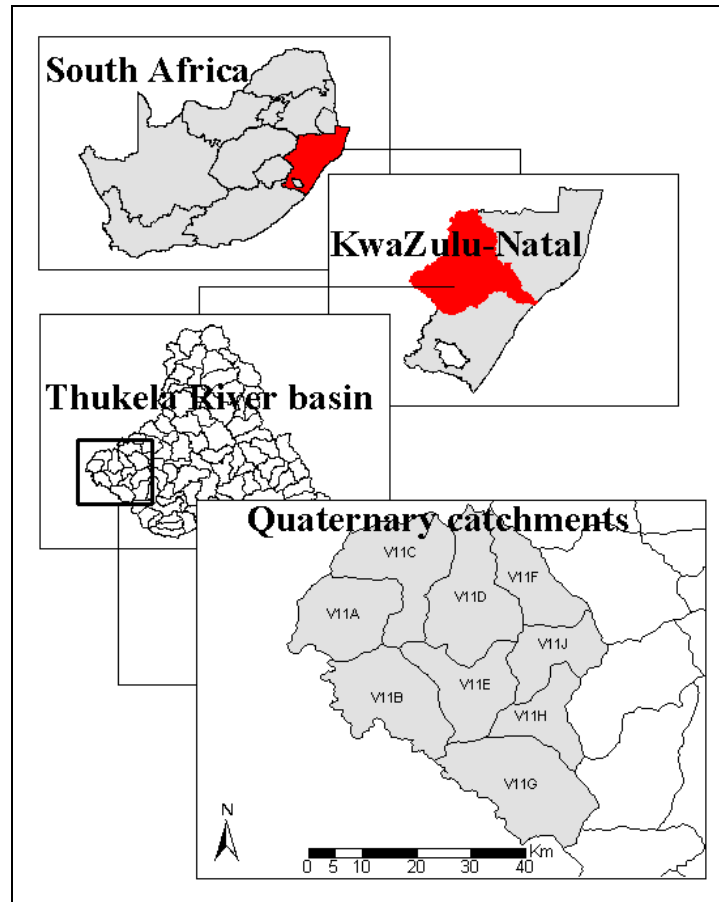 South Africa
KwaZulu-Natal
Thukela River basin
Quaternary catchments
V11C
V11F
V11D
V11A
V11J
V11E
V11B
V11H
V11G
N
Km
0 5 10 20 30 40